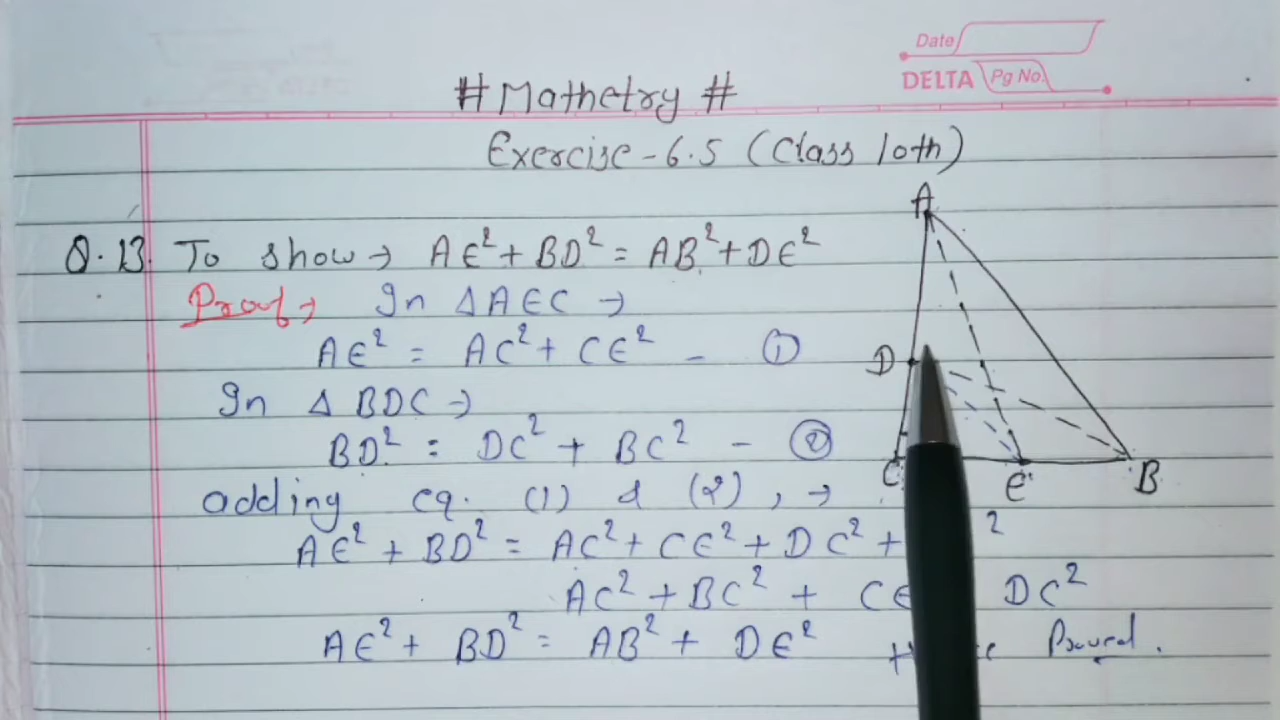 Date
DELTA Pg No.
# Mathetry #
Exercise-6.5 (Class 10th)
A
Q.13 To show → AE² + BD² = AB² + DE²
Proof → In ΔAEC →
AE² = AC² + CE² - ①
D
In Δ BDC →
BD² = DC² + BC² - ②
C E B
adding eq. (1) & (2), →
AE² + BD² = AC² + CE² + DC² + ²
AC² + BC² + CE DC²
AE² + BD² = AB² + DE² Proved.